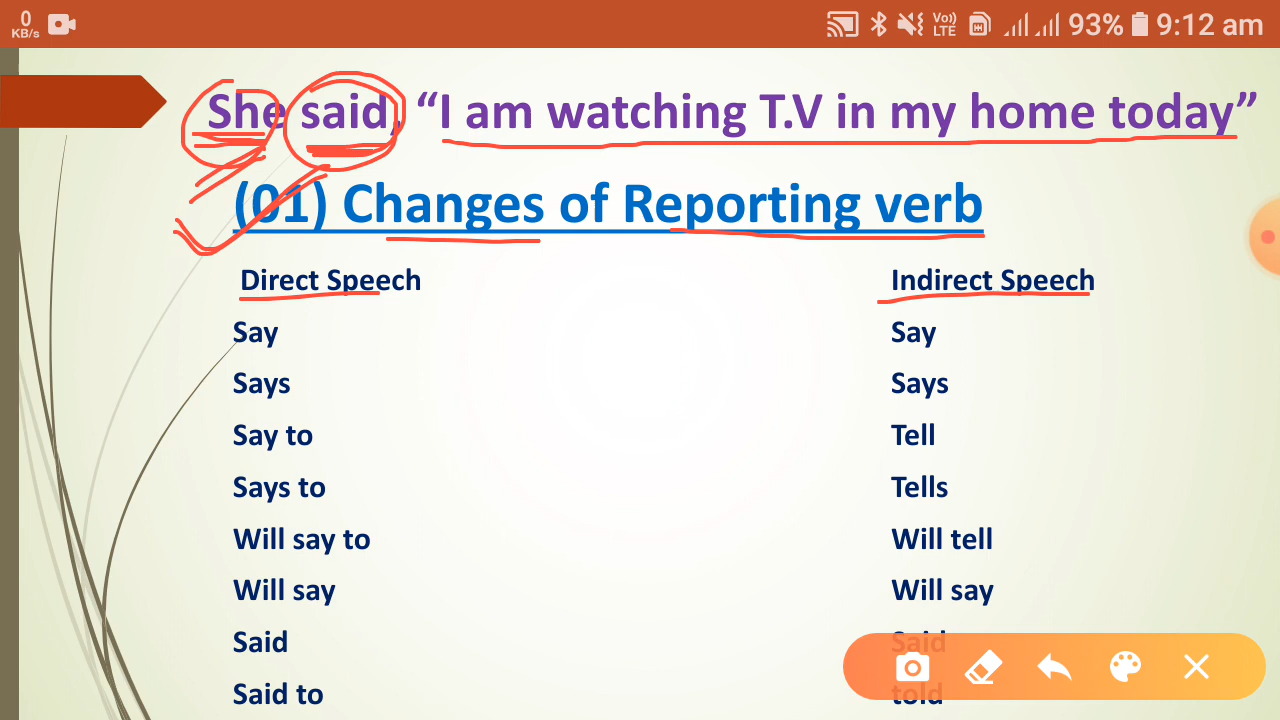 0 KB/s Vo)) LTE 93% 9:12 am
She said, “I am watching T.V in my home today”
(01) Changes of Reporting verb
Direct Speech Indirect Speech
Say Say
Says Says
Say to Tell
Says to Tells
Will say to Will tell
Will say Will say
Said Said
Said to told